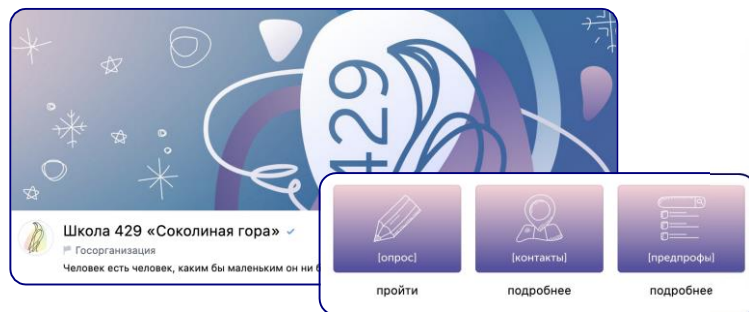 429
Школа 429 «Соколиная гора»
Госорганизация
Человек есть человек, каким бы маленьким он ни
[опрос]
[контакты]
[предпрофы]
пройти
подробнее
подробнее